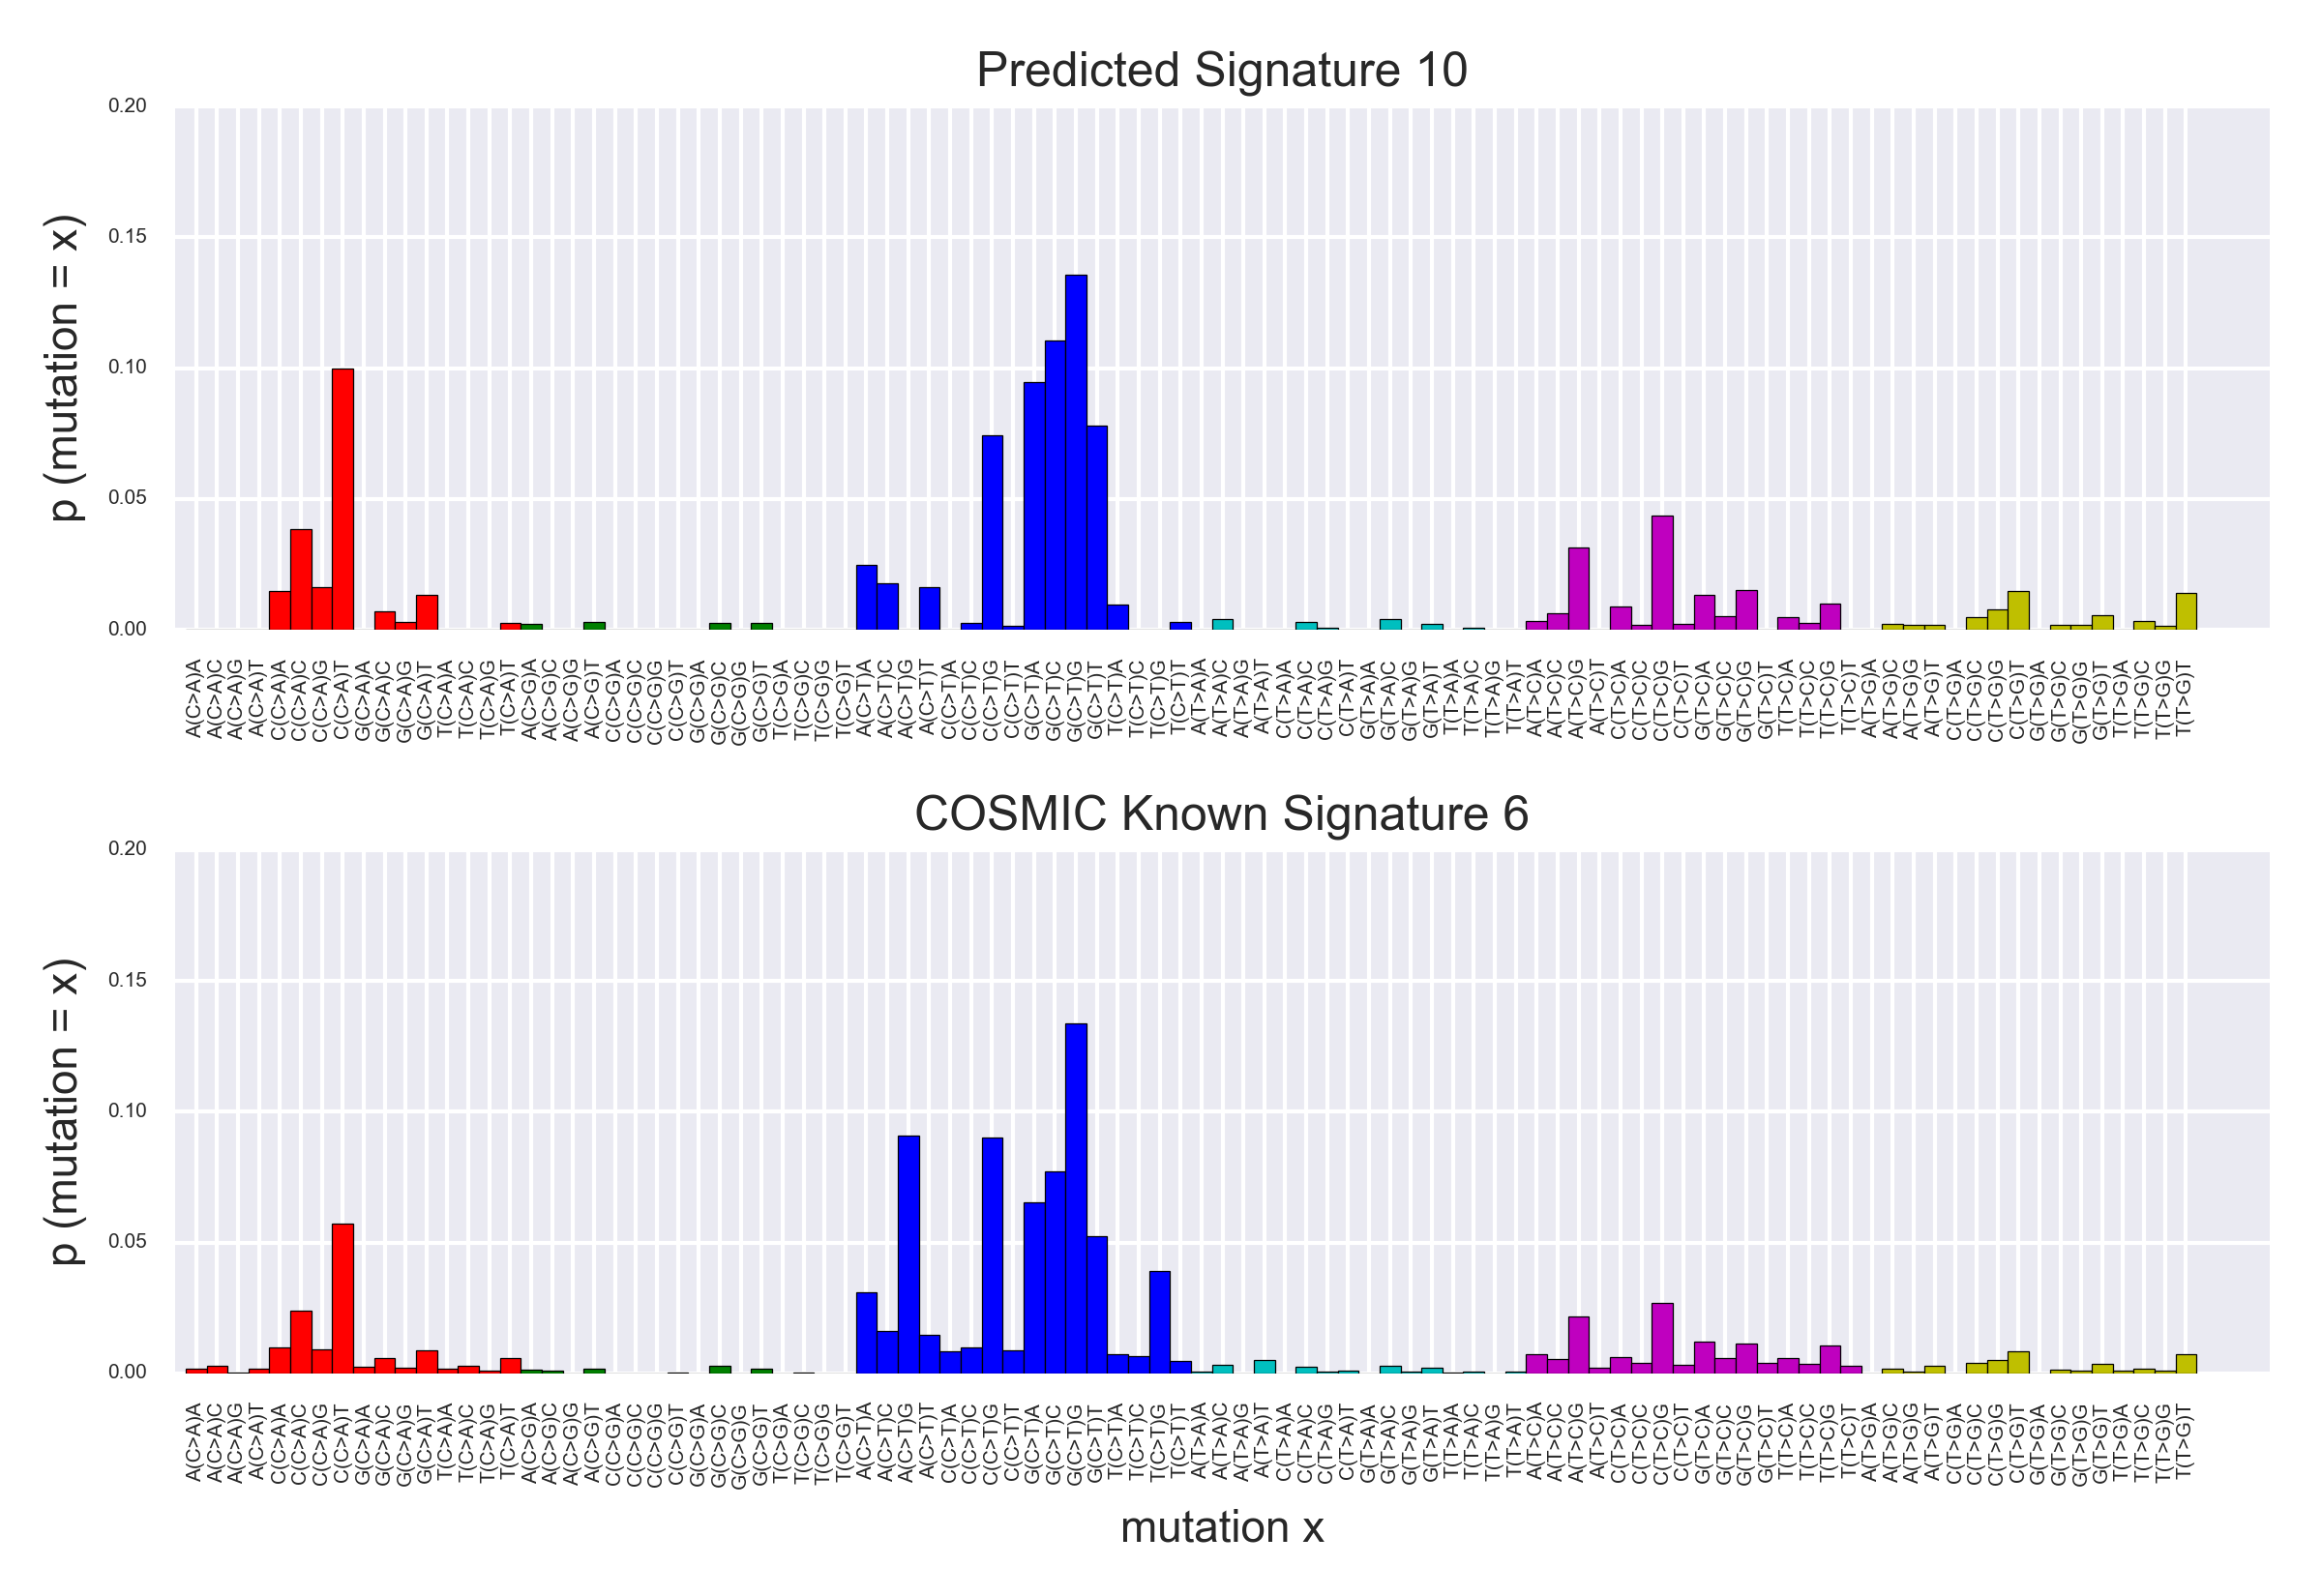 Predicted Signature 10
0.20
0.15
0.10
0.05
0.00
p (mutation = x)
A(C>A)A
A(C>A)C
A(C>A)G
A(C>A)T
C(C>A)A
C(C>A)C
C(C>A)G
C(C>A)T
G(C>A)A
G(C>A)C
G(C>A)G
G(C>A)T
T(C>A)A
T(C>A)C
T(C>A)G
T(C>A)T
A(C>G)A
A(C>G)C
A(C>G)G
A(C>G)T
C(C>G)A
C(C>G)C
C(C>G)G
C(C>G)T
G(C>G)A
G(C>G)C
G(C>G)G
G(C>G)T
T(C>G)A
T(C>G)C
T(C>G)G
T(C>G)T
A(C>T)A
A(C>T)C
A(C>T)G
A(C>T)T
C(C>T)A
C(C>T)C
C(C>T)G
C(C>T)T
G(C>T)A
G(C>T)C
G(C>T)G
G(C>T)T
T(C>T)A
T(C>T)C
T(C>T)G
T(C>T)T
A(T>A)A
A(T>A)C
A(T>A)G
A(T>A)T
C(T>A)A
C(T>A)C
C(T>A)G
C(T>A)T
G(T>A)A
G(T>A)C
G(T>A)G
G(T>A)T
T(T>A)A
T(T>A)C
T(T>A)G
T(T>A)T
A(T>C)A
A(T>C)C
A(T>C)G
A(T>C)T
C(T>C)A
C(T>C)C
C(T>C)G
C(T>C)T
G(T>C)A
G(T>C)C
G(T>C)G
G(T>C)T
T(T>C)A
T(T>C)C
T(T>C)G
T(T>C)T
A(T>G)A
A(T>G)C
A(T>G)G
A(T>G)T
C(T>G)A
C(T>G)C
C(T>G)G
C(T>G)T
G(T>G)A
G(T>G)C
G(T>G)G
G(T>G)T
T(T>G)A
T(T>G)C
T(T>G)G
T(T>G)T
COSMIC Known Signature 6
0.20
0.15
0.10
0.05
0.00
p (mutation = x)
A(C>A)A
A(C>A)C
A(C>A)G
A(C>A)T
C(C>A)A
C(C>A)C
C(C>A)G
C(C>A)T
G(C>A)A
G(C>A)C
G(C>A)G
G(C>A)T
T(C>A)A
T(C>A)C
T(C>A)G
T(C>A)T
A(C>G)A
A(C>G)C
A(C>G)G
A(C>G)T
C(C>G)A
C(C>G)C
C(C>G)G
C(C>G)T
G(C>G)A
G(C>G)C
G(C>G)G
G(C>G)T
T(C>G)A
T(C>G)C
T(C>G)G
T(C>G)T
A(C>T)A
A(C>T)C
A(C>T)G
A(C>T)T
C(C>T)A
C(C>T)C
C(C>T)G
C(C>T)T
G(C>T)A
G(C>T)C
G(C>T)G
G(C>T)T
T(C>T)A
T(C>T)C
T(C>T)G
T(C>T)T
A(T>A)A
A(T>A)C
A(T>A)G
A(T>A)T
C(T>A)A
C(T>A)C
C(T>A)G
C(T>A)T
G(T>A)A
G(T>A)C
G(T>A)G
G(T>A)T
T(T>A)A
T(T>A)C
T(T>A)G
T(T>A)T
A(T>C)A
A(T>C)C
A(T>C)G
A(T>C)T
C(T>C)A
C(T>C)C
C(T>C)G
C(T>C)T
G(T>C)A
G(T>C)C
G(T>C)G
G(T>C)T
T(T>C)A
T(T>C)C
T(T>C)G
T(T>C)T
A(T>G)A
A(T>G)C
A(T>G)G
A(T>G)T
C(T>G)A
C(T>G)C
C(T>G)G
C(T>G)T
G(T>G)A
G(T>G)C
G(T>G)G
G(T>G)T
T(T>G)A
T(T>G)C
T(T>G)G
T(T>G)T
mutation x